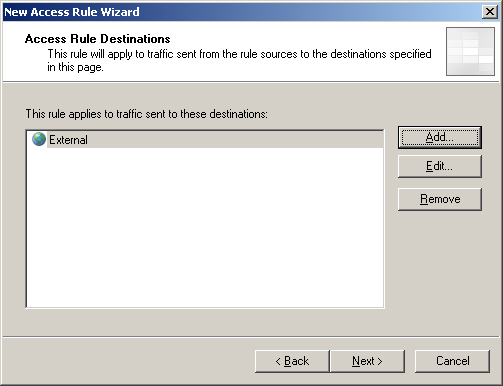 New Access Rule Wizard
Access Rule Destinations
This rule will apply to traffic sent from the rule sources to the destinations specified
in this page.
This rule applies to traffic sent to these destinations:
External
Add...
Edit...
Remove
< Back
Next >
Cancel